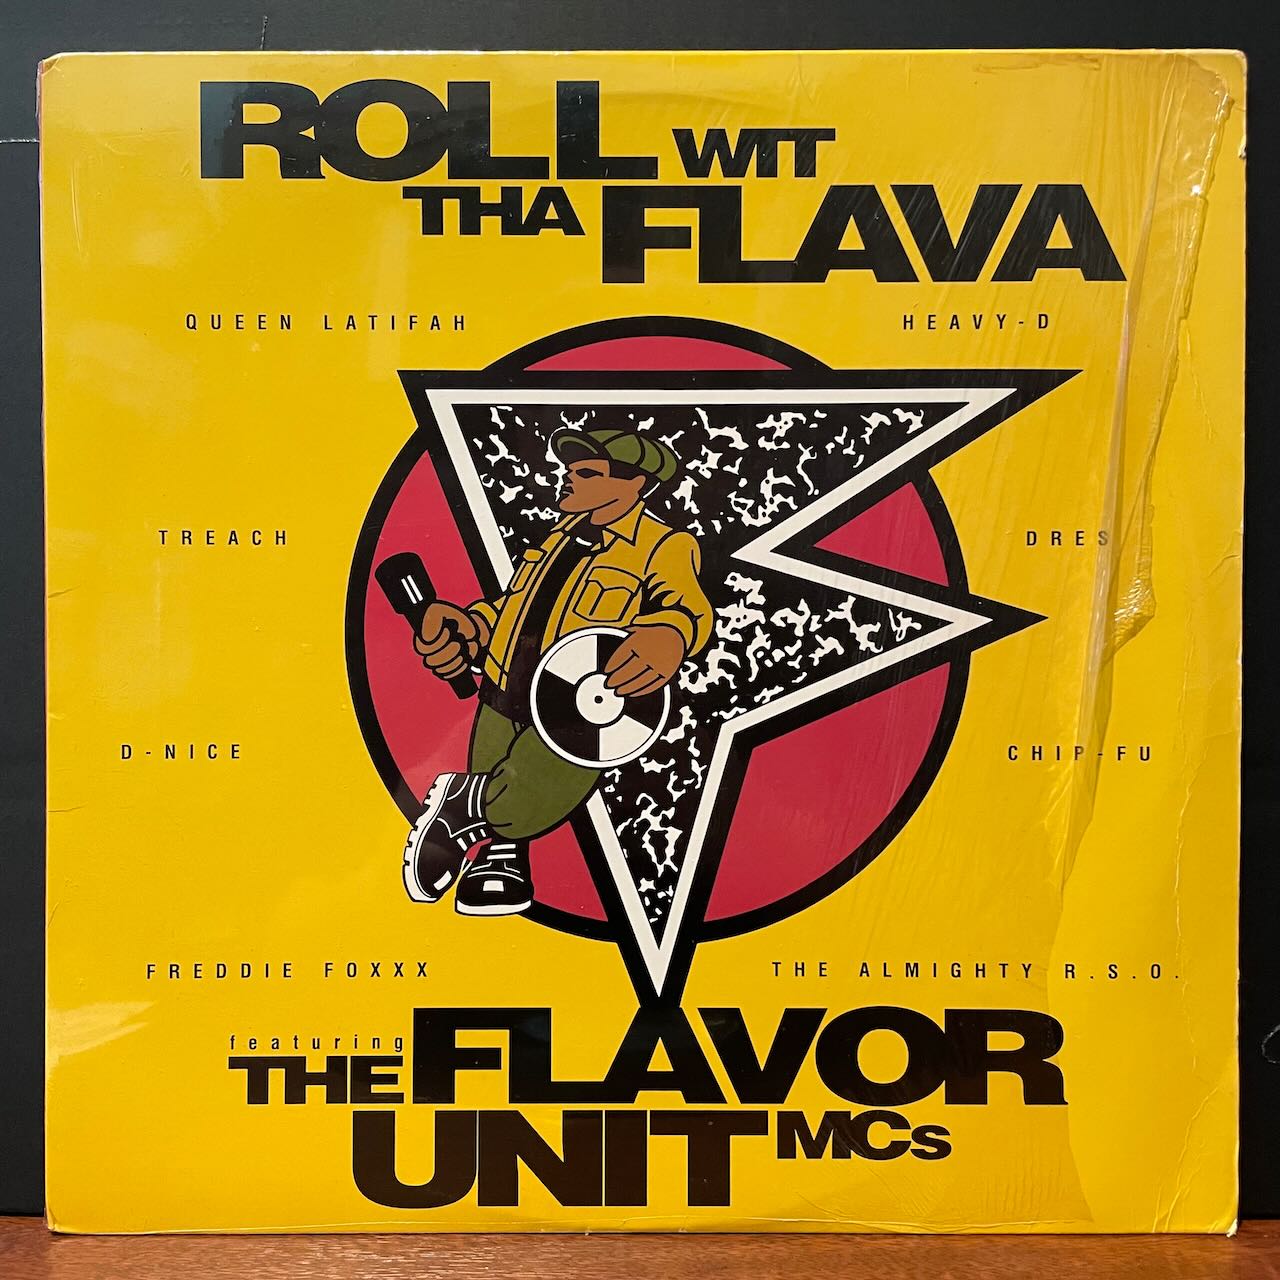 ROLL WIT
THA FLAVA
QUEEN LATIFAH HEAVY-D
TREACH DRES
D-NICE CHIP-FU
FREDDIE FOXXX THE ALMIGHTY R.S.O.
featuring
THE FLAVOR
UNIT MCs